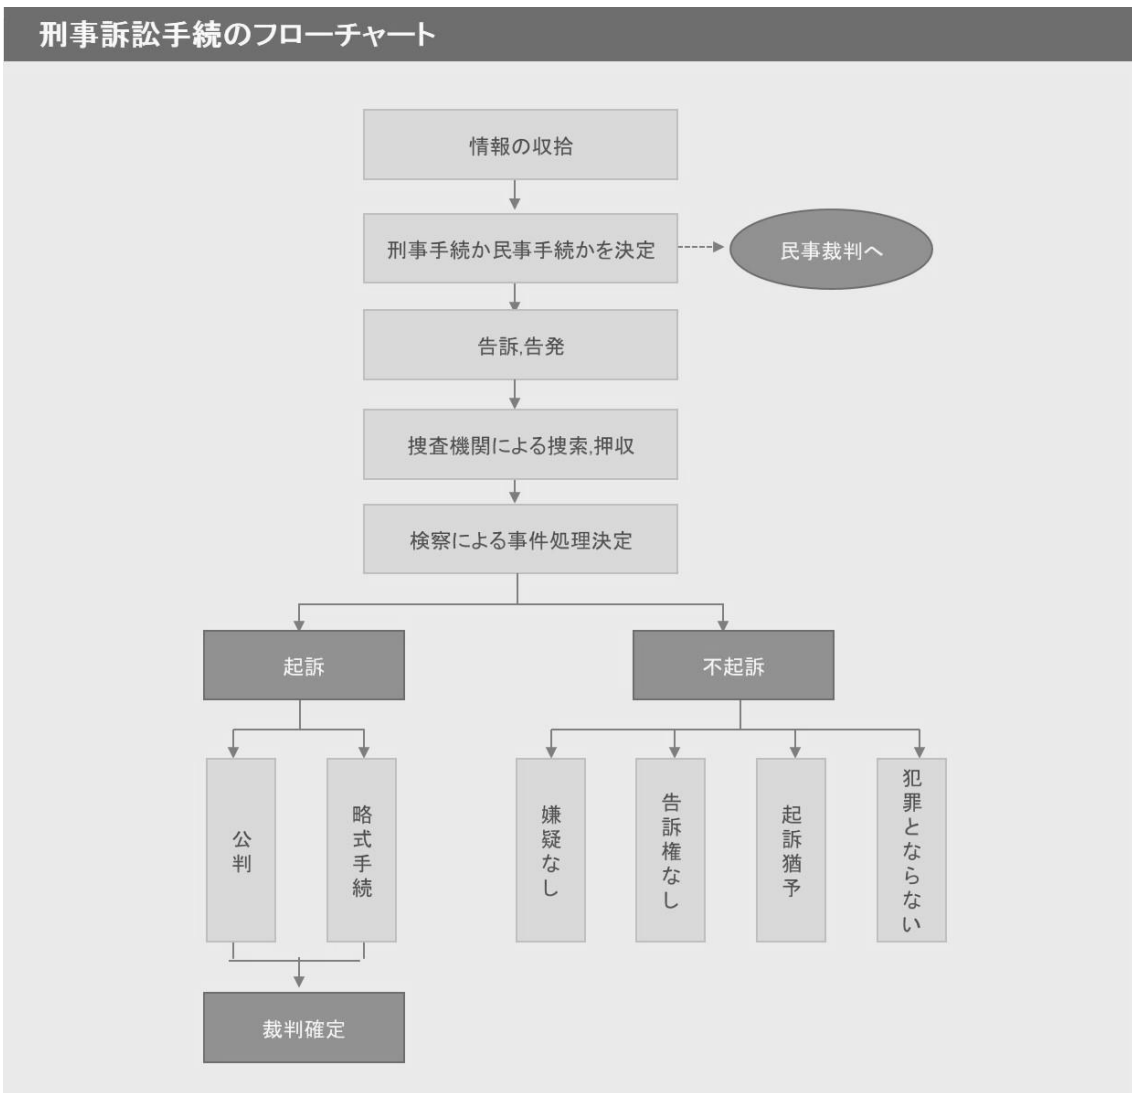 刑事訴訟手続のフローチャート
情報の収拾
刑事手続か民事手続かを決定
民事裁判へ
告訴,告発
捜査機関による捜索,押収
検察による事件処理決定
起訴
不起訴
公判
略式手続
嫌疑なし
告訴権なし
起訴猶予
犯罪とならない
裁判確定